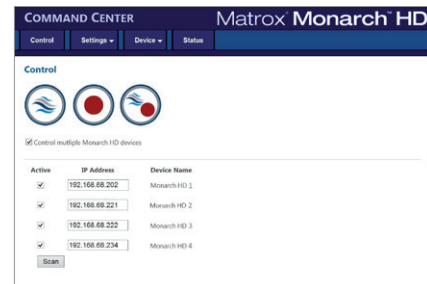 COMMAND CENTER
Matrox® Monarch™ HD
Control Settings Device Status
Control
Control mutliple Monarch HD devices
Active IP Address Device Name
192.168.68.202 Monarch HD 1
192.168.68.221 Monarch HD 2
192.168.68.222 Monarch HD 3
192.168.68.234 Monarch HD 4
Scan